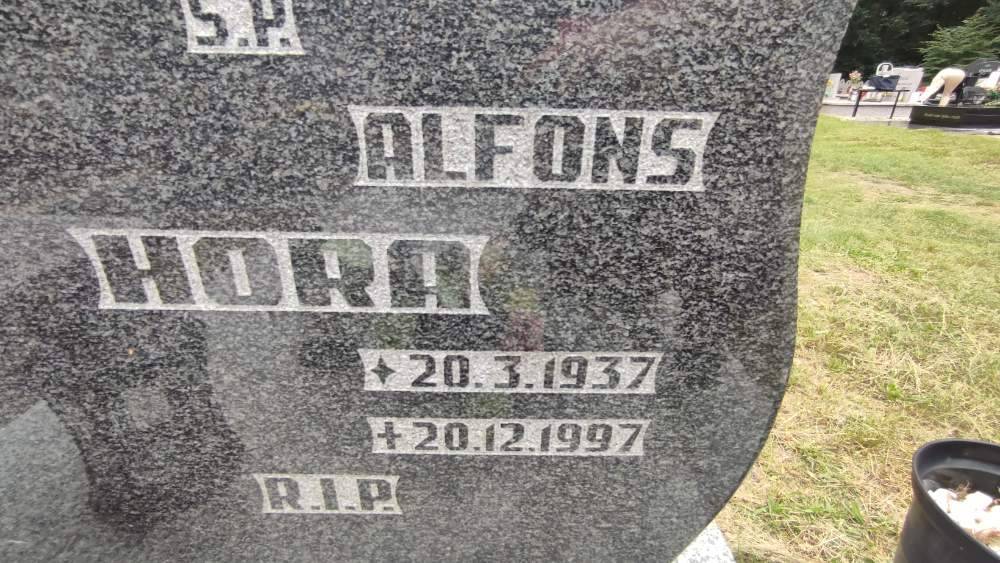 Ś.P.
ALFONS
HORA
✦ 20.3.1937
+ 20.12.1997
R.I.P.